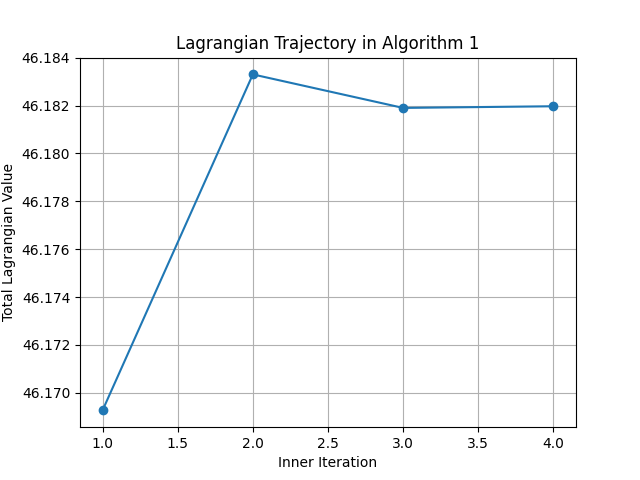 Lagrangian Trajectory in Algorithm 1
46.184
46.182
46.180
46.178
46.176
46.174
46.172
46.170
Total Lagrangian Value
1.0 1.5 2.0 2.5 3.0 3.5 4.0
Inner Iteration